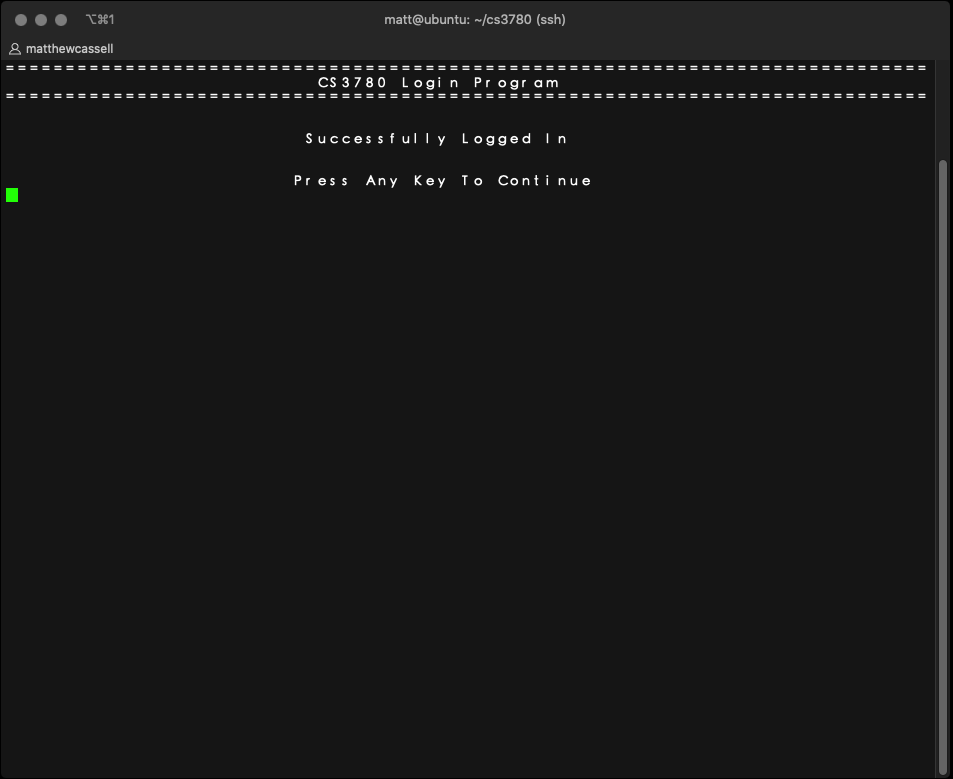 ⌥⌘1
matt@ubuntu: ~/cs3780 (ssh)
matthewcassell
=============================================================================
CS3780 Login Program
=============================================================================
Successfully Logged In
Press Any Key To Continue